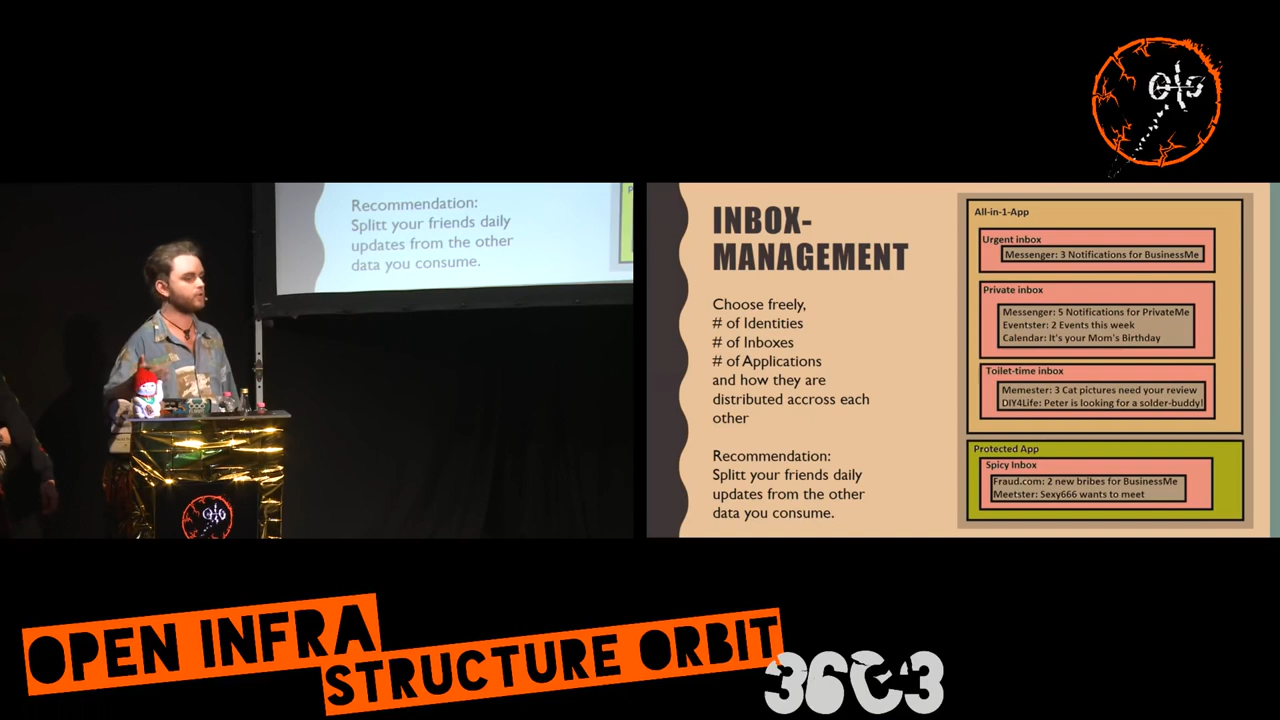 oio
Recommendation:
Splitt your friends daily
updates from the other
data you consume.
oio
INBOX-
MANAGEMENT
Choose freely,
# of Identities
# of Inboxes
# of Applications
and how they are
distributed accross each
other
Recommendation:
Splitt your friends daily
updates from the other
data you consume.
All-in-1-App
Urgent inbox
Messenger: 3 Notifications for BusinessMe
Private inbox
Messenger: 5 Notifications for PrivateMe
Eventster: 2 Events this week
Calendar: It's your Mom's Birthday
Toilet-time inbox
Memester: 3 Cat pictures need your review
DIY4Life: Peter is looking for a solder-buddy!
Protected App
Spicy Inbox
Fraud.com: 2 new bribes for BusinessMe
Meetster: Sexy666 wants to meet
OPEN INFRA
STRUCTURE ORBIT
36C3